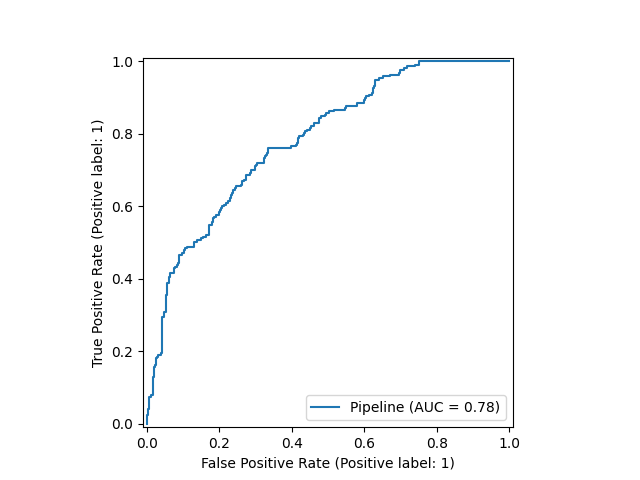 1.0
0.8
0.6
0.4
0.2
0.0
True Positive Rate (Positive label: 1)
Pipeline (AUC = 0.78)
0.0 0.2 0.4 0.6 0.8 1.0
False Positive Rate (Positive label: 1)